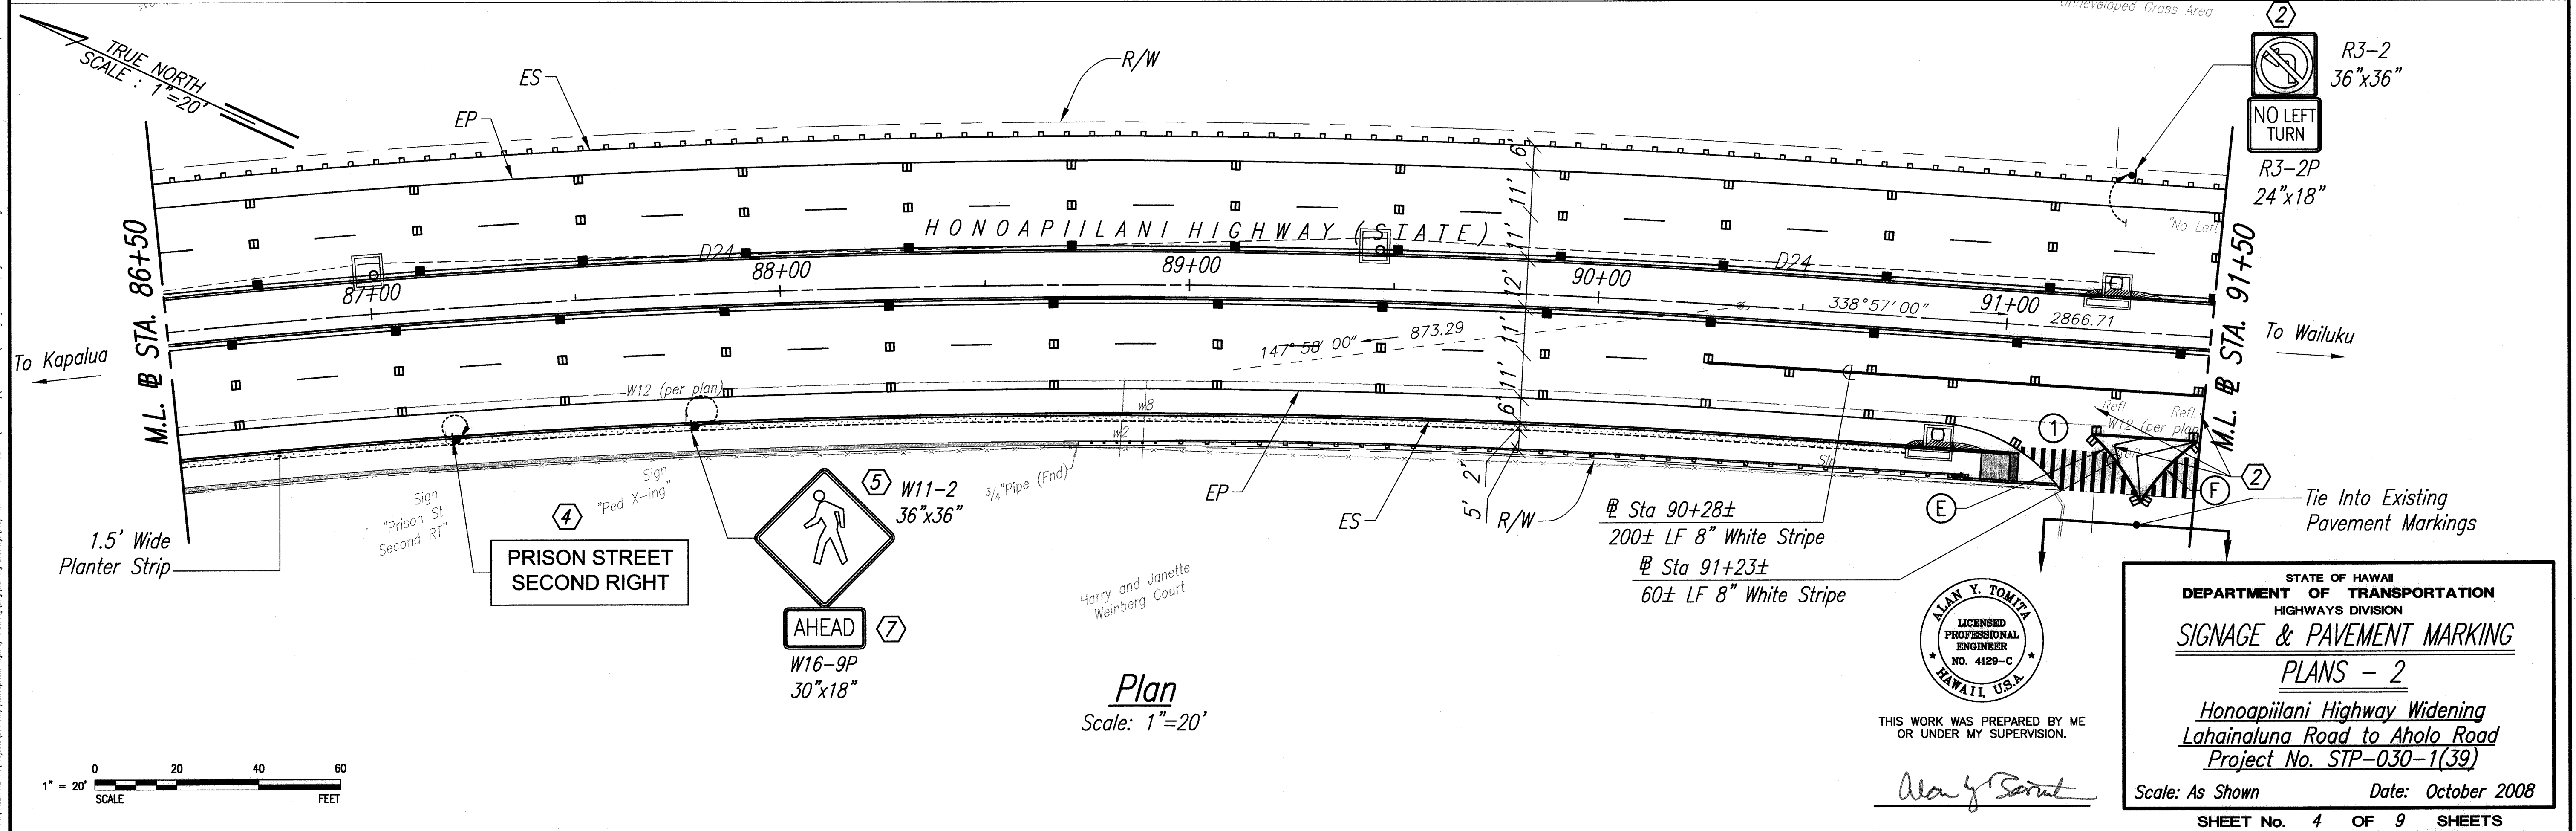 Undeveloped Grass Area
TRUE NORTH
SCALE : 1"=20'
ES
EP
R/W
2
R3-2
36"x36"
NO LEFT
TURN
R3-2P
24"x18"
"No Left
6'
11'
11'
12'
11'
11'
6'
2'
5'
HONOAPIILANI HIGHWAY (STATE)
D24
D24
87+00
88+00
89+00
90+00
91+00
338°57'00"
2866.71
147°58'00"
873.29
M.L. ⅊ STA. 86+50
M.L. ⅊ STA. 91+50
To Kapalua
To Wailuku
W12 (per plan)
w8
w2
Refl.
Refl.
W12 (per plan
1
Sln
E
F
2
Tie Into Existing
Pavement Markings
1.5' Wide
Planter Strip
Sign
"Prison St
Second RT"
4
PRISON STREET
SECOND RIGHT
Sign
"Ped X-ing"
5
W11-2
36"x36"
AHEAD
7
W16-9P
30"x18"
3/4"Pipe (Fnd)
EP
ES
R/W
Harry and Janette
Weinberg Court
⅊ Sta 90+28±
200± LF 8" White Stripe
⅊ Sta 91+23±
60± LF 8" White Stripe
Plan
Scale: 1"=20'
1" = 20'
0 20 40 60
SCALE FEET
ALAN Y. TOMITA
LICENSED
PROFESSIONAL
ENGINEER
NO. 4129-C
HAWAII, U.S.A.
THIS WORK WAS PREPARED BY ME
OR UNDER MY SUPERVISION.
STATE OF HAWAII
DEPARTMENT OF TRANSPORTATION
HIGHWAYS DIVISION
SIGNAGE & PAVEMENT MARKING
PLANS - 2
Honoapiilani Highway Widening
Lahainaluna Road to Aholo Road
Project No. STP-030-1(39)
Scale: As Shown Date: October 2008
SHEET No. 4 OF 9 SHEETS